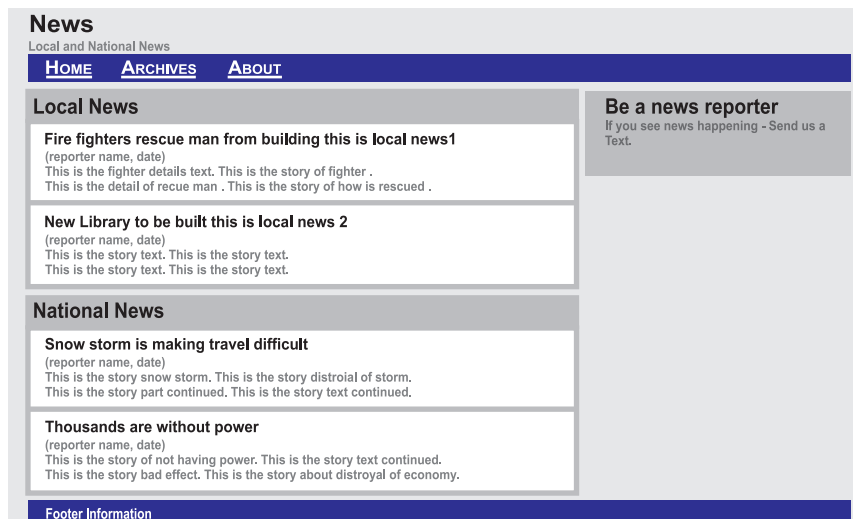 News
Local and National News
HOME ARCHIVES ABOUT
Local News
Fire fighters rescue man from building this is local news1
(reporter name, date)
This is the fighter details text. This is the story of fighter .
This is the detail of recue man . This is the story of how is rescued .
New Library to be built this is local news 2
(reporter name, date)
This is the story text. This is the story text.
This is the story text. This is the story text.
National News
Snow storm is making travel difficult
(reporter name, date)
This is the story snow storm. This is the story distroial of storm.
This is the story part continued. This is the story text continued.
Thousands are without power
(reporter name, date)
This is the story of not having power. This is the story text continued.
This is the story bad effect. This is the story about distroyal of economy.
Be a news reporter
If you see news happening - Send us a
Text.
Footer Information